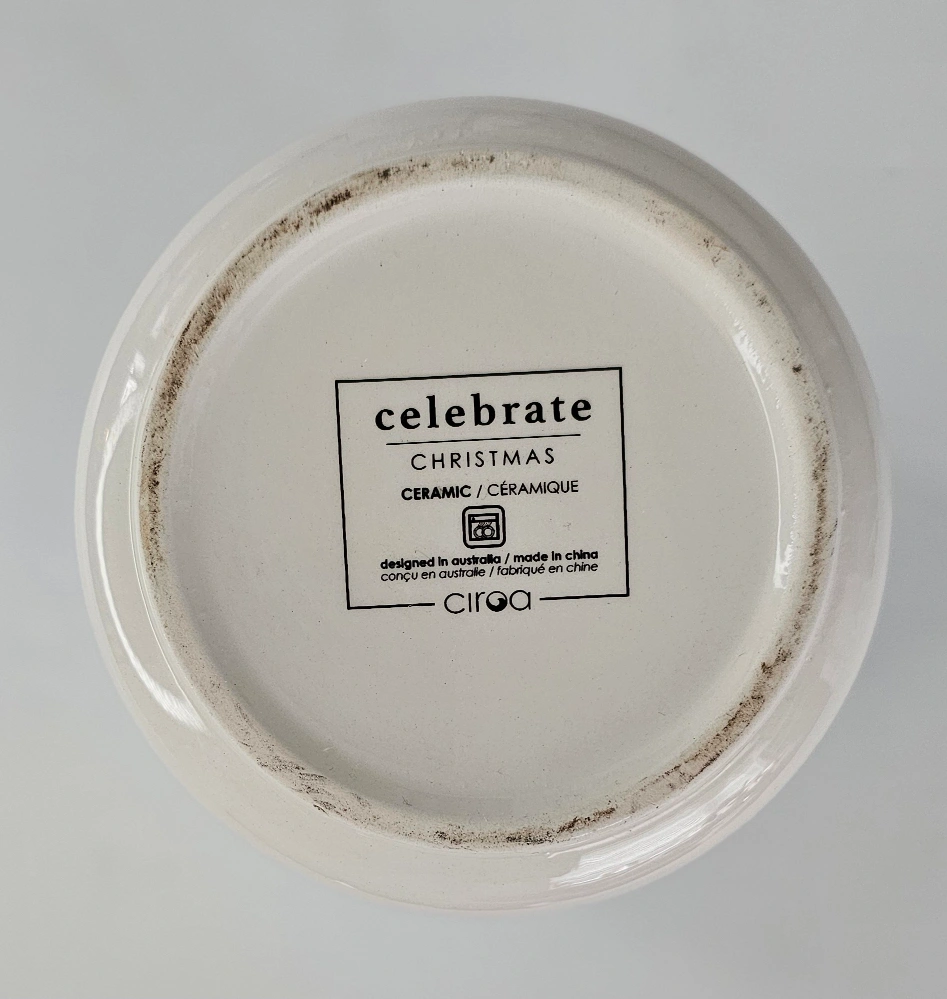 celebrate
CHRISTMAS
CERAMIC / CÉRAMIQUE
designed in australia / made in china
conçu en australie / fabriqué en chine
ciroa